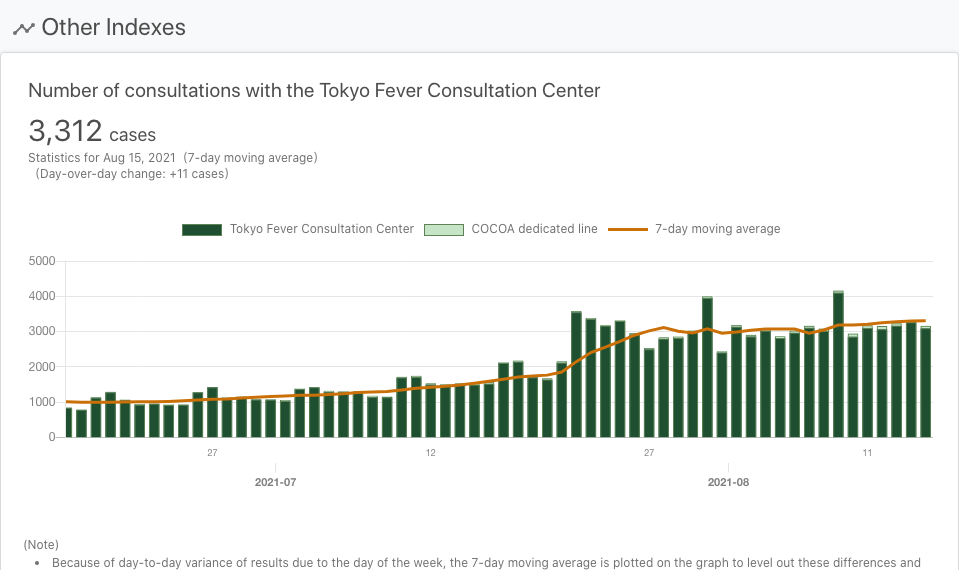 Other Indexes
Number of consultations with the Tokyo Fever Consultation Center
3,312 cases
Statistics for Aug 15, 2021 (7-day moving average)
(Day-over-day change: +11 cases)
Tokyo Fever Consultation Center COCOA dedicated line 7-day moving average
5000
4000
3000
2000
1000
0
27 12 27 11
2021-07 2021-08
(Note)
• Because of day-to-day variance of results due to the day of the week, the 7-day moving average is plotted on the graph to level out these differences and